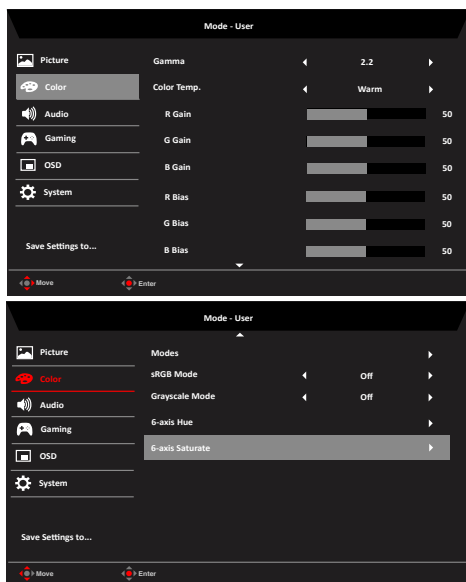 Mode - User
Picture
Gamma 2.2
Color
Color Temp. Warm
Audio
R Gain 50
Gaming
G Gain 50
OSD
B Gain 50
System
R Bias 50
G Bias 50
Save Settings to...
B Bias 50
Move Enter
Mode - User
Picture
Modes
Color
sRGB Mode Off
Audio
Grayscale Mode Off
Gaming
6-axis Hue
OSD
6-axis Saturate
System
Save Settings to...
Move Enter